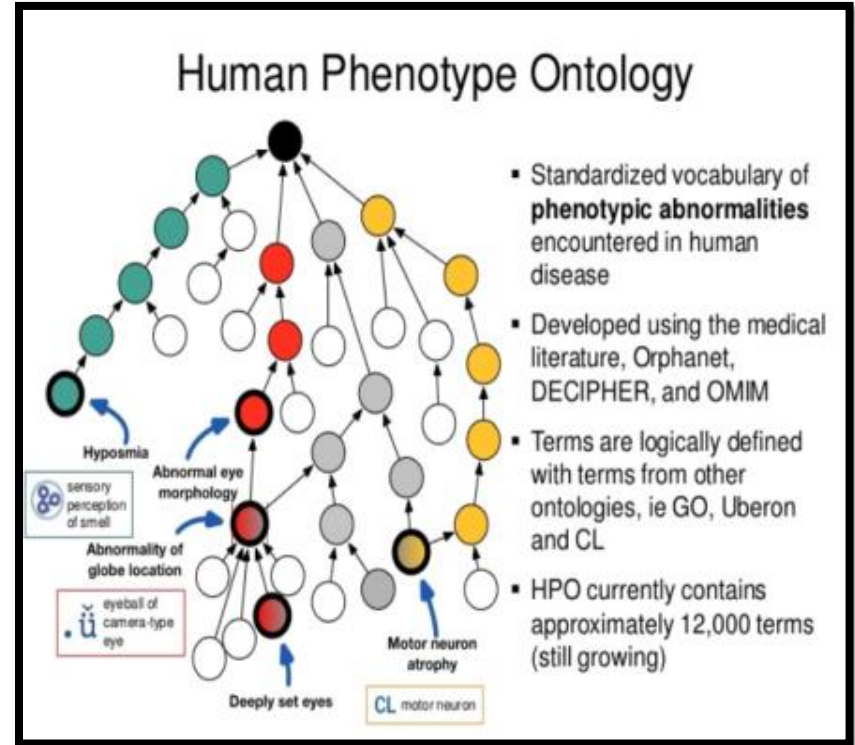 Human Phenotype Ontology
▪ Standardized vocabulary of
phenotypic abnormalities
encountered in human
disease
▪ Developed using the medical
literature, Orphanet,
DECIPHER, and OMIM
▪ Terms are logically defined
with terms from other
ontologies, ie GO, Uberon
and CL
▪ HPO currently contains
approximately 12,000 terms
(still growing)
Hyposmia
sensory
perception
of smell
Abnormal eye
morphology
Abnormality of
globe location
.ǚ
eyeball of
camera-type
eye
Deeply set eyes
Motor neuron
atrophy
CL motor neuron